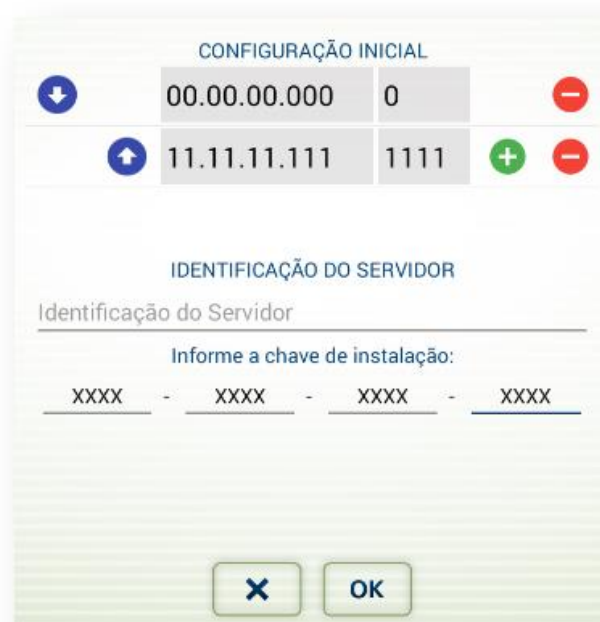 CONFIGURAÇÃO INICIAL
00.00.00.000 0
11.11.11.111 1111
IDENTIFICAÇÃO DO SERVIDOR
Identificação do Servidor
Informe a chave de instalação:
XXXX - XXXX - XXXX - XXXX
OK